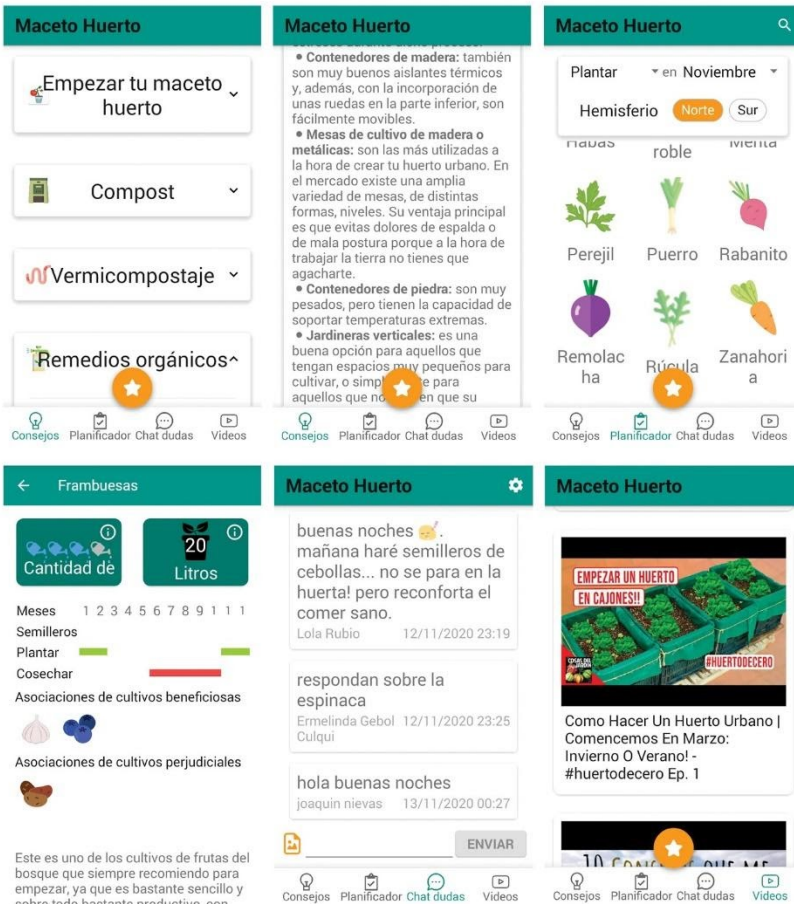 Maceto Huerto
Empezar tu maceto
huerto
Compost
Vermicompostaje
Remedios orgánicos
Consejos Planificador Chat dudas Videos
Maceto Huerto
• Contenedores de madera: también
son muy buenos aislantes térmicos
y, además, con la incorporación de
unas ruedas en la parte inferior, son
fácilmente movibles.
• Mesas de cultivo de madera o
metálicas: son las más utilizadas a
la hora de crear tu huerto urbano. En
el mercado existe una amplia
variedad de mesas, de distintas
formas, niveles. Su ventaja principal
es que evitas dolores de espalda o
de mala postura porque a la hora de
trabajar la tierra no tienes que
agacharte.
• Contenedores de piedra: son muy
pesados, pero tienen la capacidad de
soportar temperaturas extremas.
• Jardineras verticales: es una
buena opción para aquellos que
tengan espacios muy pequeños para
cultivar, o para
aquellos que en que su
Consejos Planificador Chat dudas Videos
Maceto Huerto
Plantar en Noviembre
Hemisferio Norte Sur
Habas roble Menta
Perejil Puerro Rabanito
Remolac
ha Rúcula Zanahori
a
Consejos Planificador Chat dudas Videos
Frambuesas
Cantidad de
20
Litros
Meses 1 2 3 4 5 6 7 8 9 1 1 1
Semilleros
Plantar
Cosechar
Asociaciones de cultivos beneficiosas
Asociaciones de cultivos perjudiciales
Este es uno de los cultivos de frutas del
bosque que siempre recomiendo para
empezar, ya que es bastante sencillo y
sobre todo bastante productivo, con
Maceto Huerto
buenas noches 😴.
mañana haré semilleros de
cebollas... no se para en la
huerta! pero reconforta el
comer sano.
Lola Rubio 12/11/2020 23:19
respondan sobre la
espinaca
Ermelinda Gebol 12/11/2020 23:25
Culqui
hola buenas noches
joaquin nievas 13/11/2020 00:27
ENVIAR
Consejos Planificador Chat dudas Videos
Maceto Huerto
EMPEZAR UN HUERTO
EN CAJONES!!
COSAS DEL
JARDIN
#HUERTODECERO
Como Hacer Un Huerto Urbano |
Comencemos En Marzo:
Invierno O Verano! -
#huertodecero Ep. 1
Consejos Planificador Chat dudas Videos